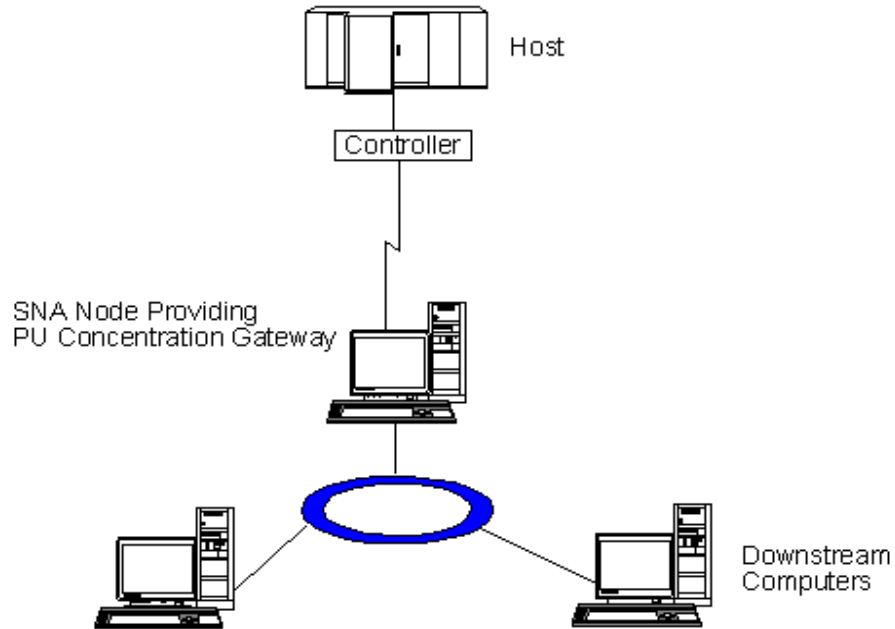 Host
Controller
SNA Node Providing
PU Concentration Gateway
Downstream
Computers